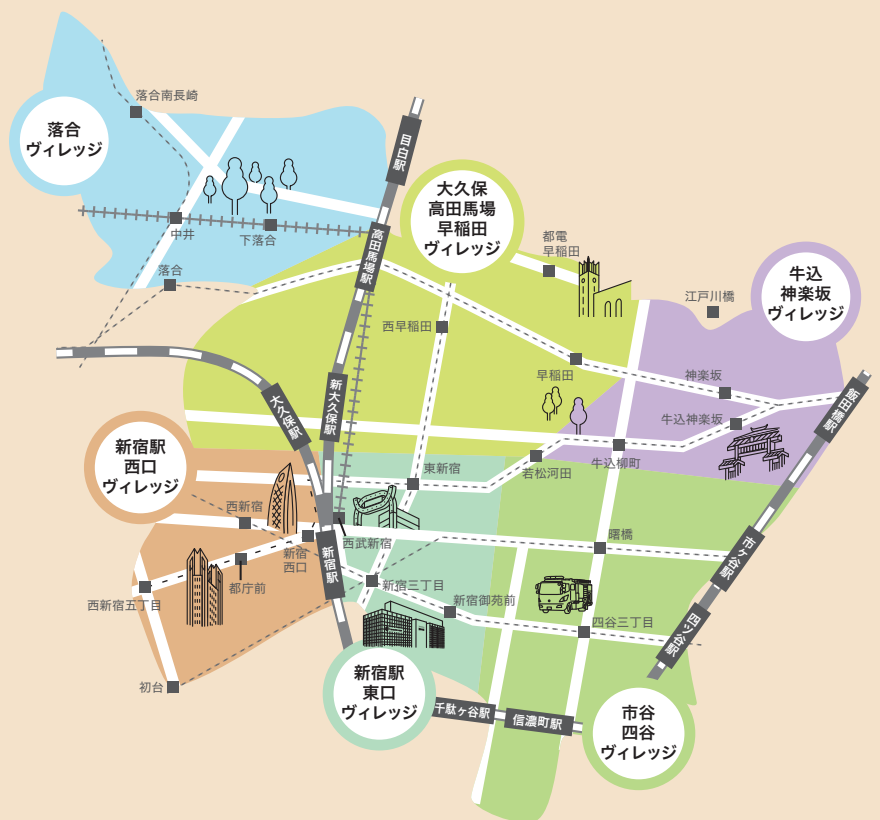 落合南長崎
落合
ヴィレッジ
目白駅
大久保
高田馬場
早稲田
ヴィレッジ
中井
下落合
高田馬場駅
都電
早稲田
落合
江戸川橋
牛込
神楽坂
ヴィレッジ
西早稲田
早稲田
神楽坂
飯田橋駅
大久保駅
新大久保駅
牛込神楽坂
新宿駅
西口
ヴィレッジ
東新宿
若松河田
牛込柳町
西新宿
新宿
西口
西武新宿
曙橋
市ヶ谷駅
新宿駅
都庁前
西新宿五丁目
新宿三丁目
新宿御苑前
四谷三丁目
四ツ谷駅
初台
新宿駅
東口
ヴィレッジ
千駄ヶ谷駅
信濃町駅
市谷
四谷
ヴィレッジ